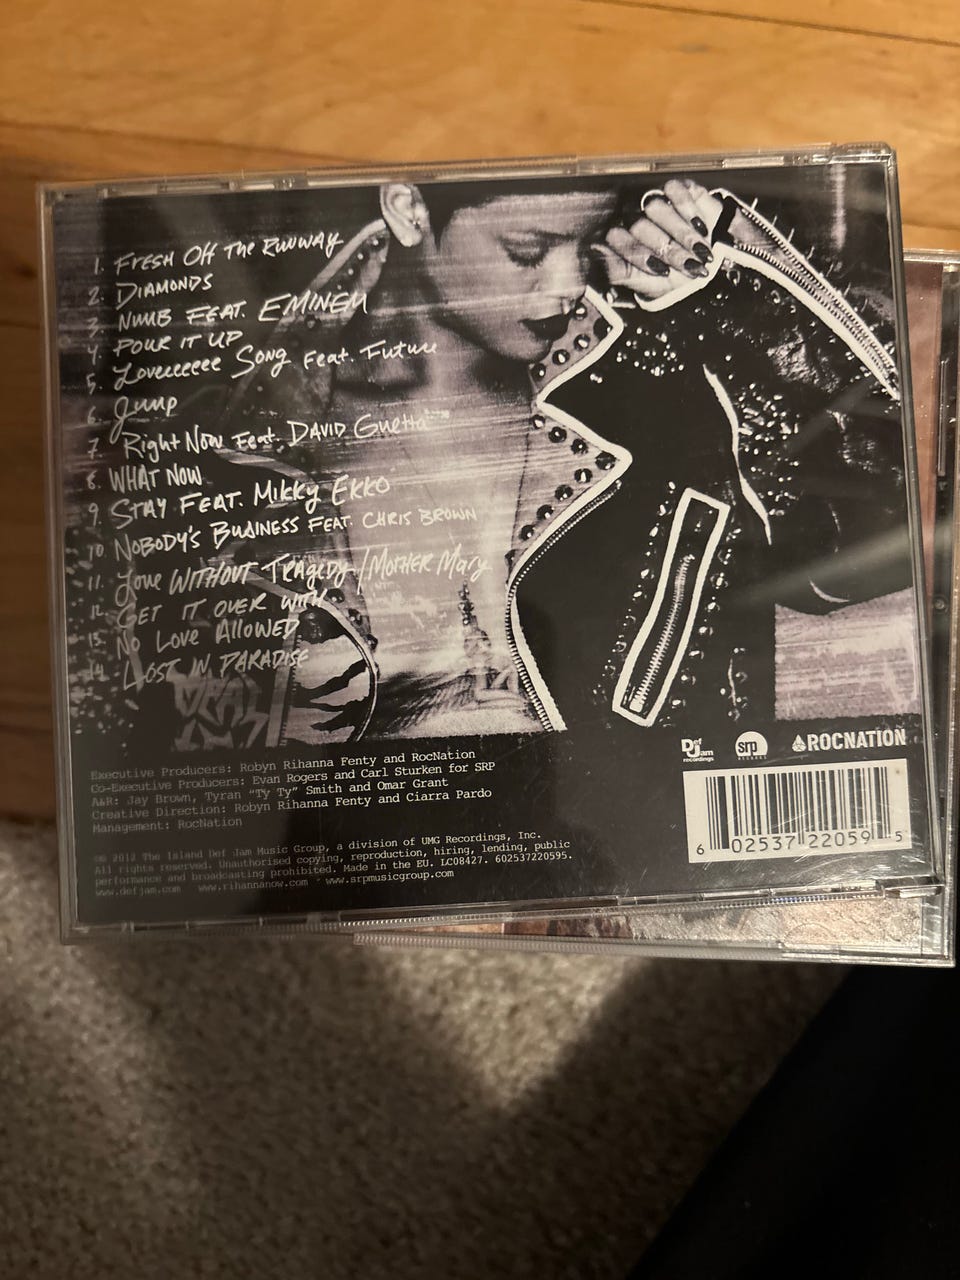 1. FRESH OFF THE RUNWAY
2. DIAMONDS
3. NUMB FEAT. EMINEM
4. POUR IT UP
5. Loveeeeeee Song Feat. Future
6. Jump
7. Right Now Feat. DAVID Guetta
8. WHAT NOW
9. STAY FEAT. MIKKY EKKO
10. NOBODY'S BUSINESS FEAT. CHRIS BROWN
11. Love WITHOUT TRAGEDY / MOTHER MARY
12. GET IT OVER WITH
13. No Love Allowed
14. LOST IN PARADISE
Executive Producers: Robyn Rihanna Fenty and RocNation
Co-Executive Producers: Evan Rogers and Carl Sturken for SRP
A&R: Jay Brown, Tyran "Ty Ty" Smith and Omar Grant
Creative Direction: Robyn Rihanna Fenty and Ciarra Pardo
Management: RocNation
Def Jam recordings
srp RECORDS
ROCNATION
6 02537 22059 5
© 2012 The Island Def Jam Music Group, a division of UMG Recordings, Inc.
All rights reserved. Unauthorised copying, reproduction, hiring, lending, public
performance and broadcasting prohibited. Made in the EU. LC08427. 602537220595.
www.defjam.com www.rihannanow.com * www.srpmusicgroup.com